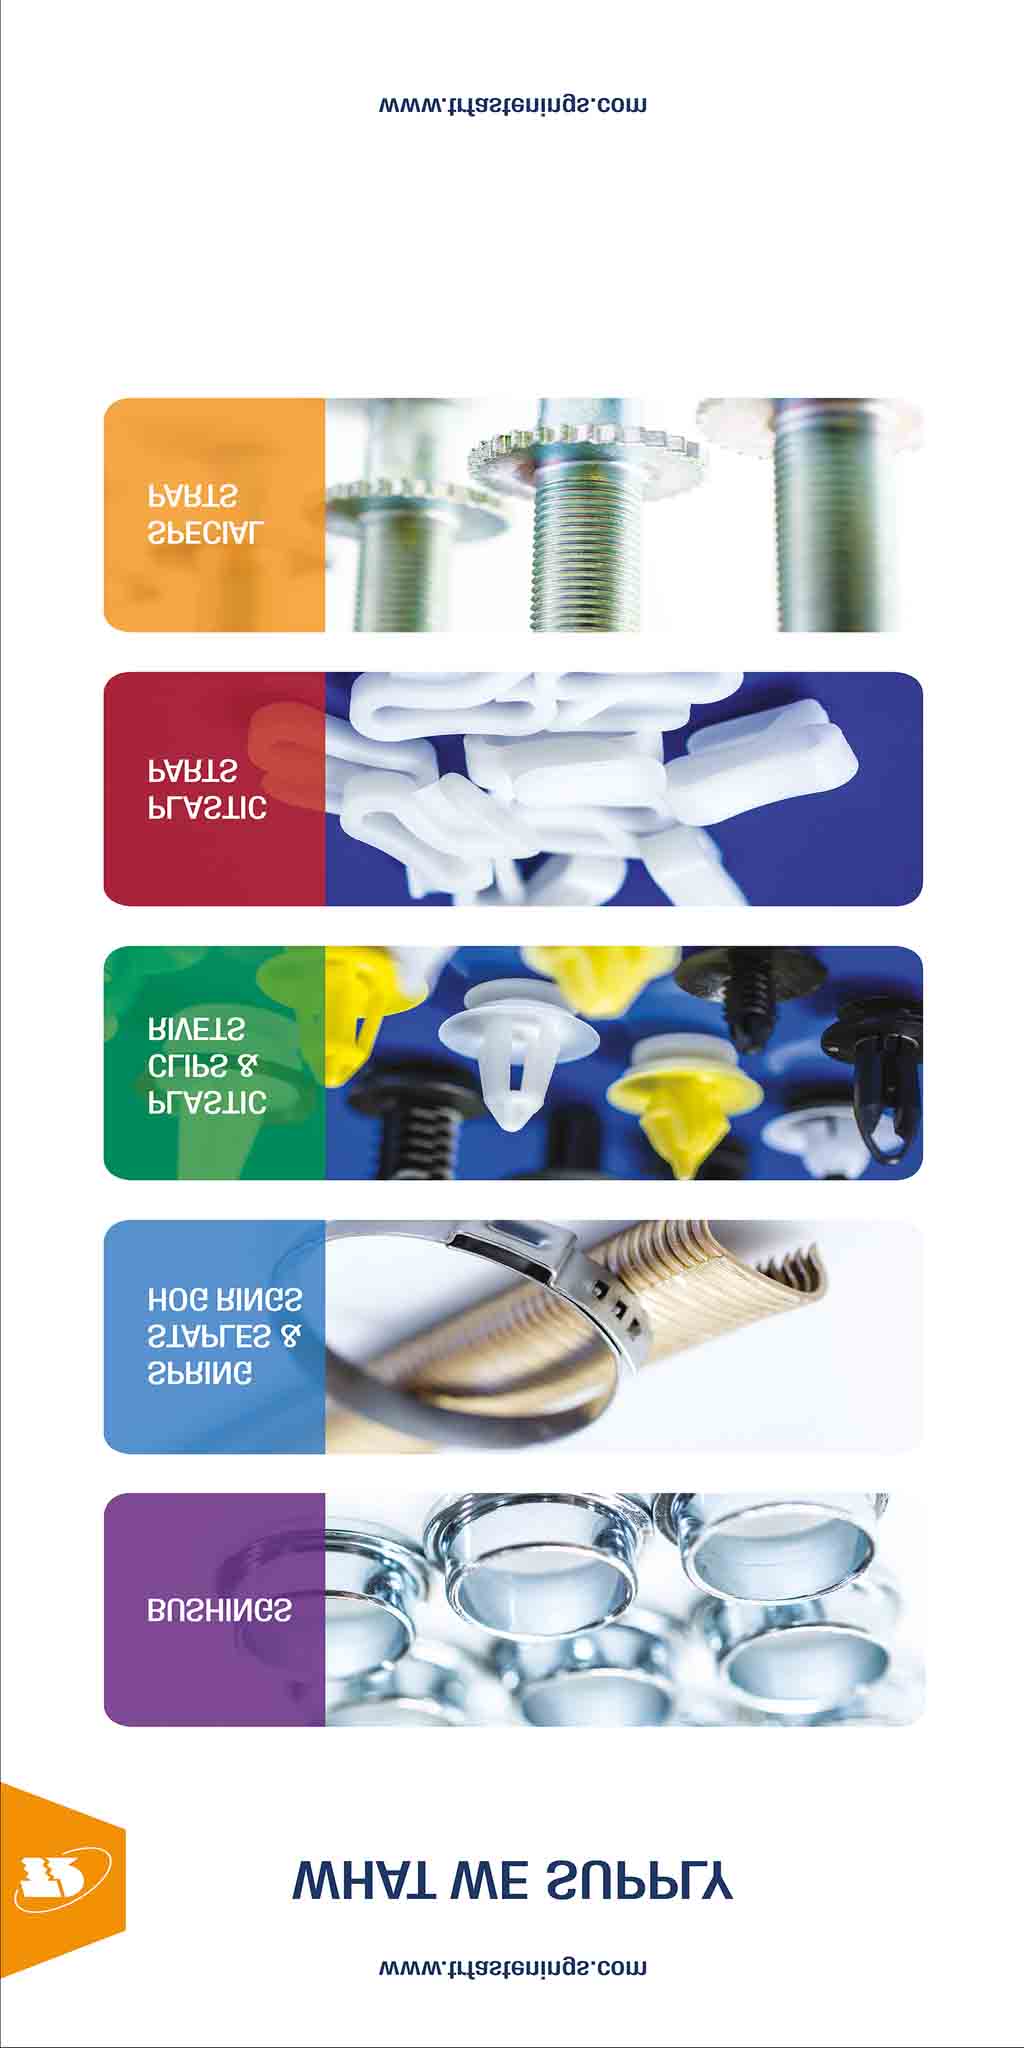 www.trfastenings.com
WHAT WE SUPPLY
BUSHINGS
SPRING
STAPLES &
HOG RINGS
PLASTIC
CLIPS &
RIVETS
PLASTIC
PARTS
SPECIAL
PARTS
www.trfastenings.com